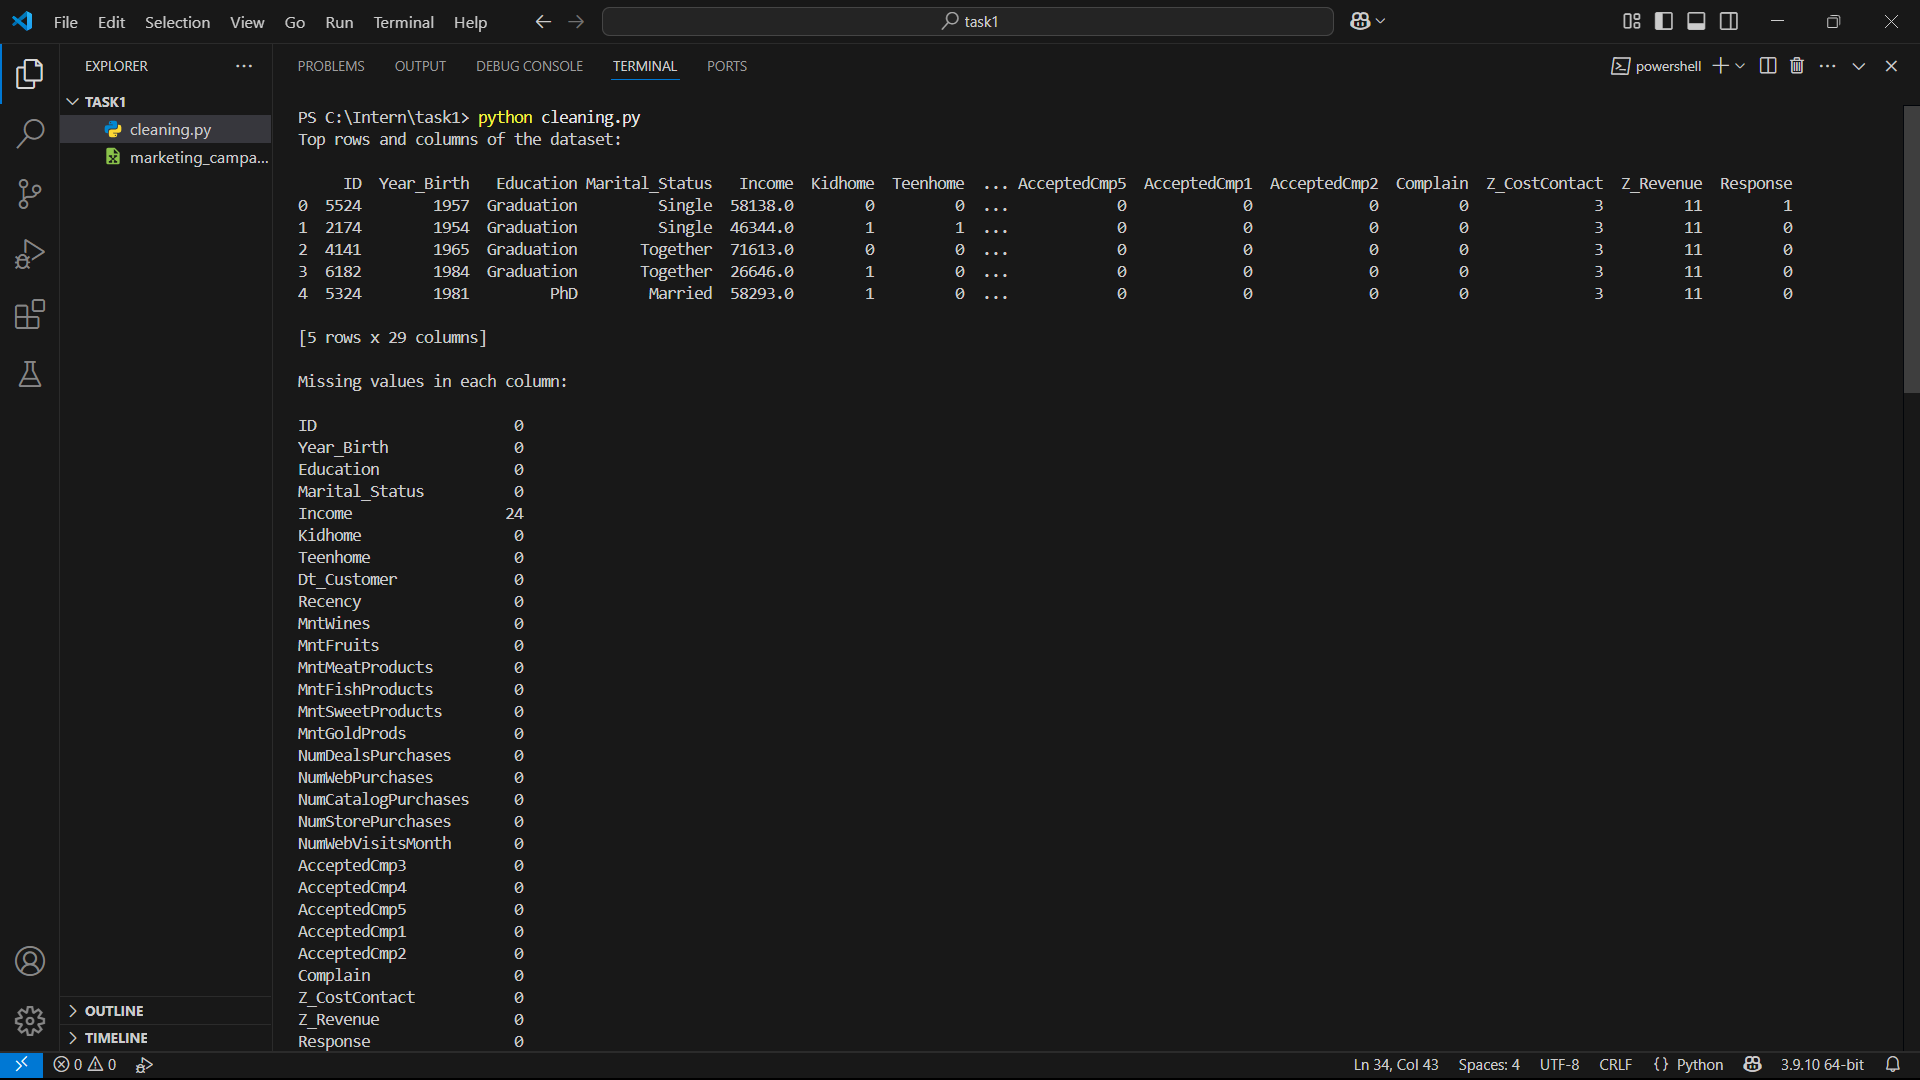 File Edit Selection View Go Run Terminal Help
task1
EXPLORER
TASK1
cleaning.py
marketing_campa...
OUTLINE
TIMELINE
PROBLEMS OUTPUT DEBUG CONSOLE TERMINAL PORTS
powershell
PS C:\Intern\task1> python cleaning.py
Top rows and columns of the dataset:
ID Year_Birth Education Marital_Status Income Kidhome Teenhome ... AcceptedCmp5 AcceptedCmp1 AcceptedCmp2 Complain Z_CostContact Z_Revenue Response
0 5524 1957 Graduation Single 58138.0 0 0 ... 0 0 0 0 3 11 1
1 2174 1954 Graduation Single 46344.0 1 1 ... 0 0 0 0 3 11 0
2 4141 1965 Graduation Together 71613.0 0 0 ... 0 0 0 0 3 11 0
3 6182 1984 Graduation Together 26646.0 1 0 ... 0 0 0 0 3 11 0
4 5324 1981 PhD Married 58293.0 1 0 ... 0 0 0 0 3 11 0
[5 rows x 29 columns]
Missing values in each column:
ID 0
Year_Birth 0
Education 0
Marital_Status 0
Income 24
Kidhome 0
Teenhome 0
Dt_Customer 0
Recency 0
MntWines 0
MntFruits 0
MntMeatProducts 0
MntFishProducts 0
MntSweetProducts 0
MntGoldProds 0
NumDealsPurchases 0
NumWebPurchases 0
NumCatalogPurchases 0
NumStorePurchases 0
NumWebVisitsMonth 0
AcceptedCmp3 0
AcceptedCmp4 0
AcceptedCmp5 0
AcceptedCmp1 0
AcceptedCmp2 0
Complain 0
Z_CostContact 0
Z_Revenue 0
Response 0
0 0
Ln 34, Col 43 Spaces: 4 UTF-8 CRLF {} Python 3.9.10 64-bit